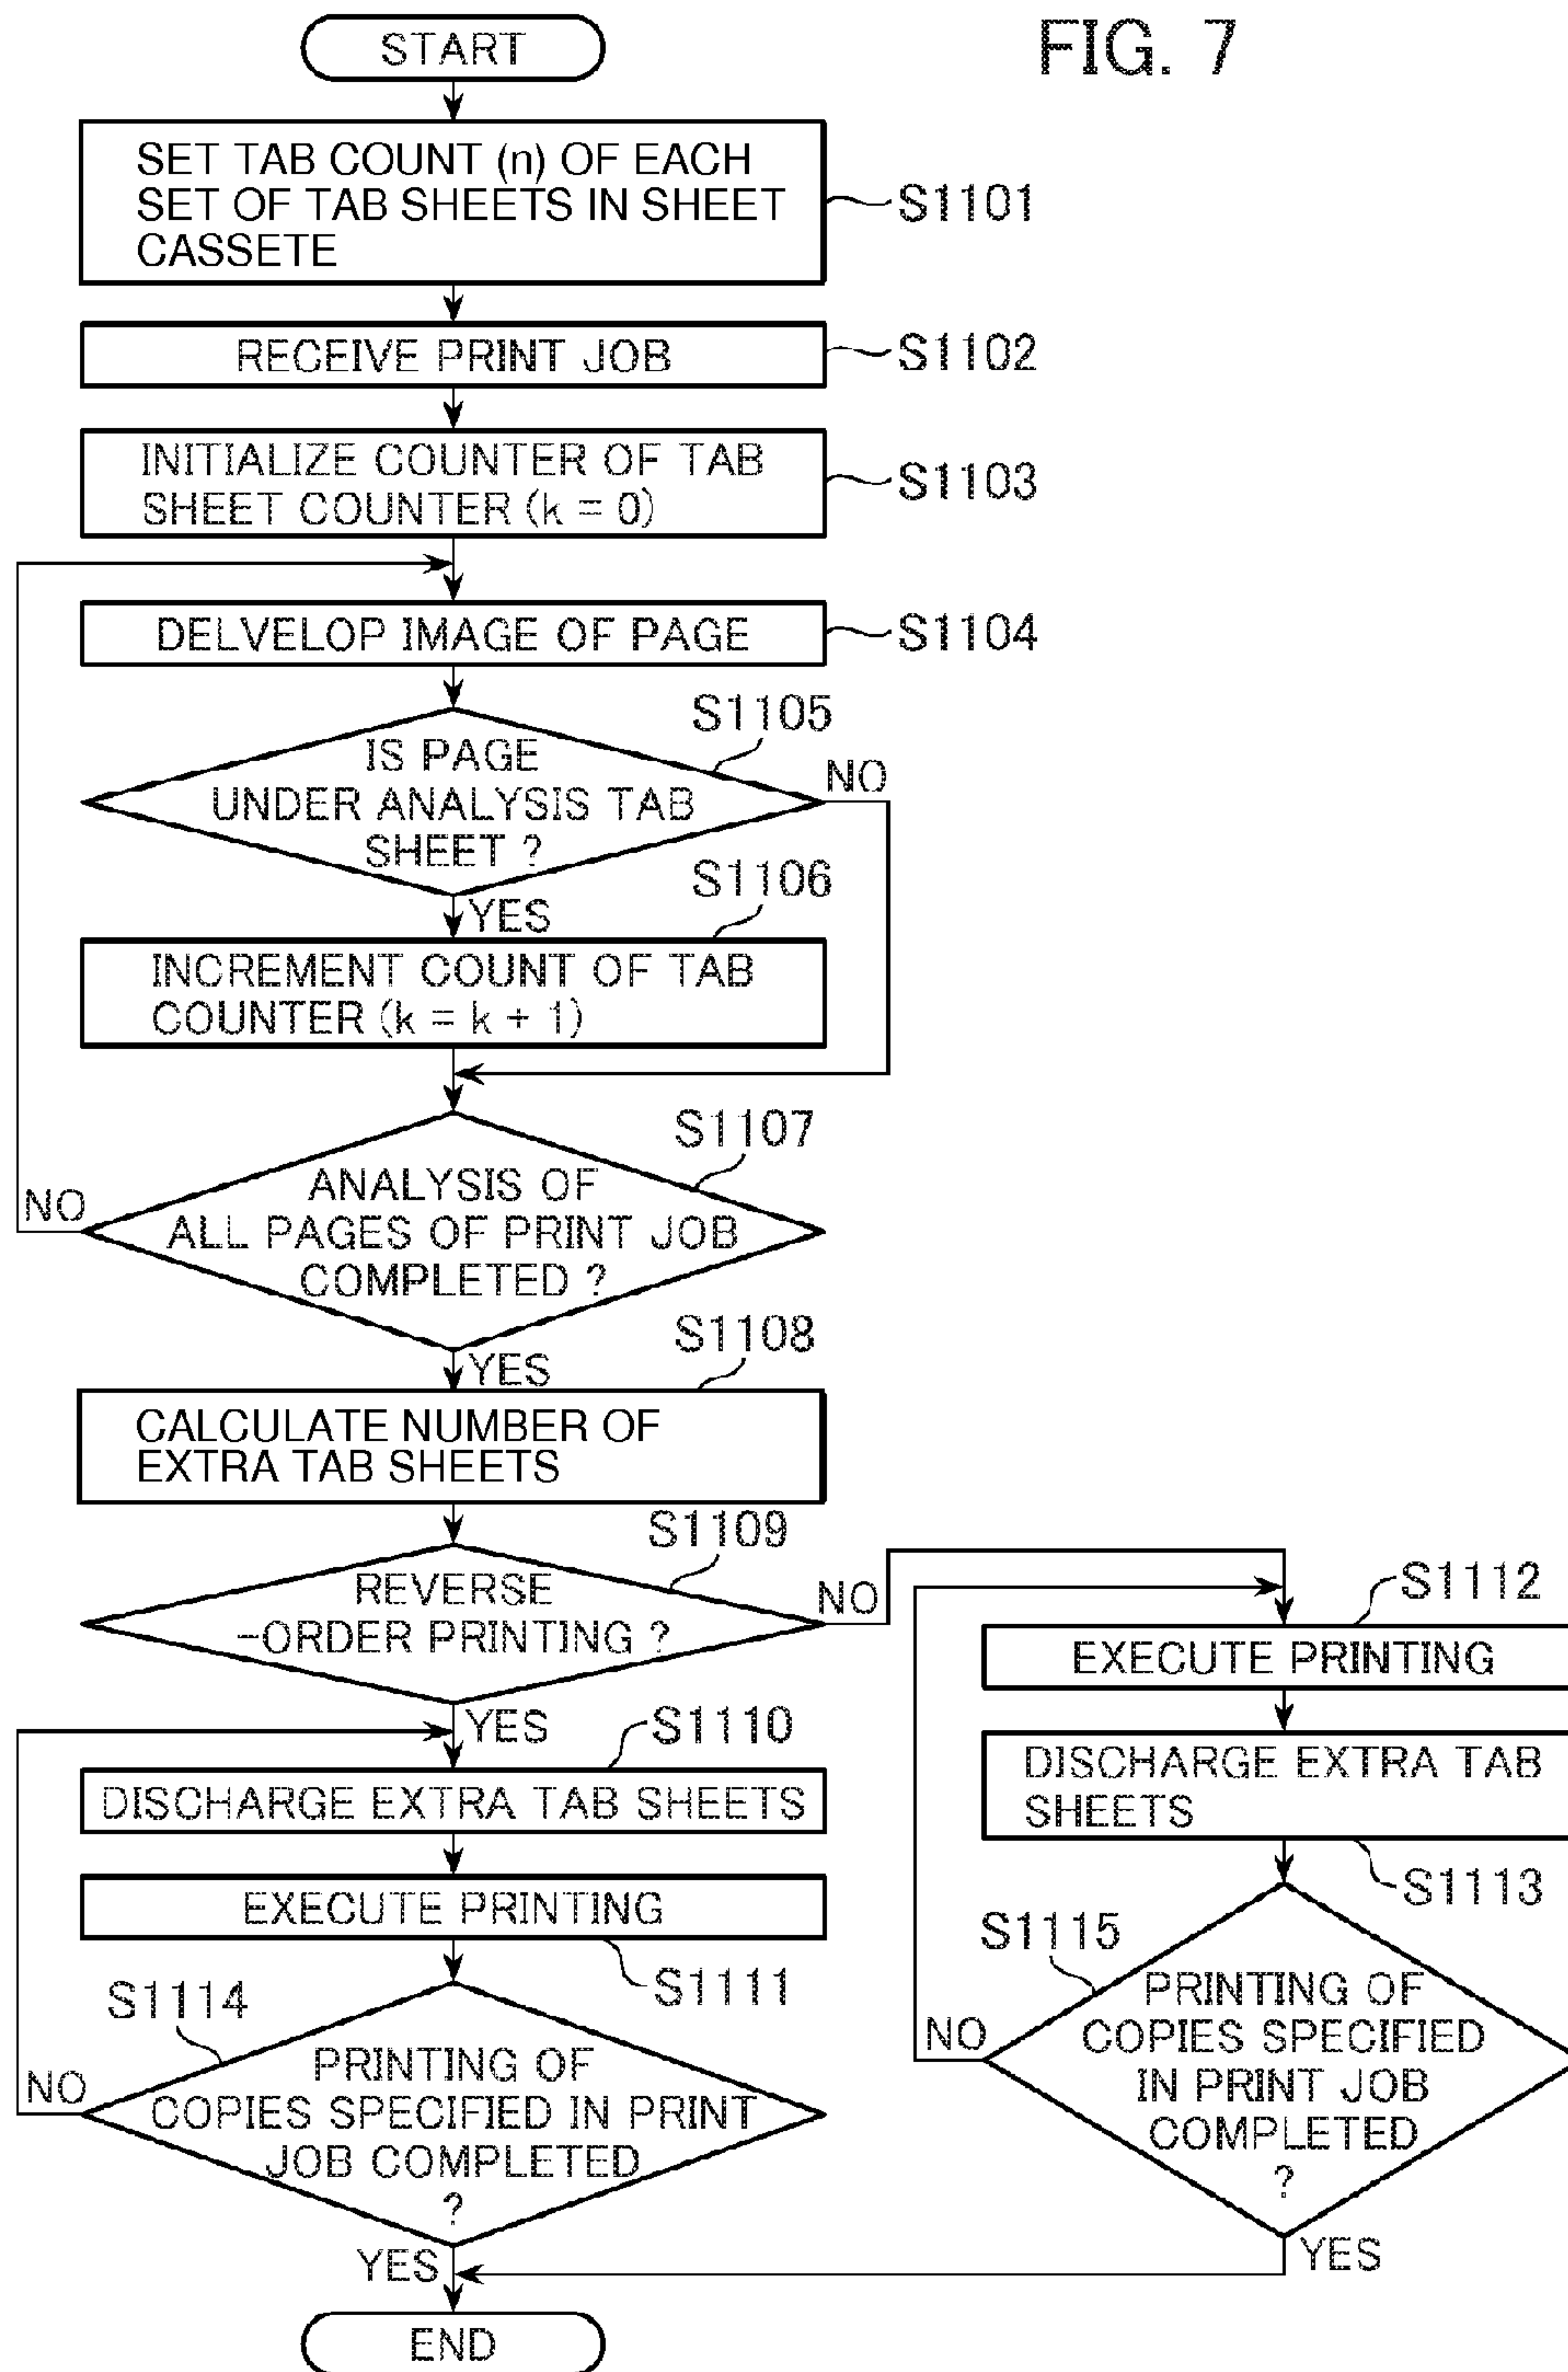 FIG. 7
START
SET TAB COUNT (n) OF EACH
SET OF TAB SHEETS IN SHEET
CASSETE
S1101
RECEIVE PRINT JOB
S1102
INITIALIZE COUNTER OF TAB
SHEET COUNTER (k = 0)
S1103
DELVELOP IMAGE OF PAGE
S1104
S1105
IS PAGE
UNDER ANALYSIS TAB
SHEET ?
NO
YES
S1106
INCREMENT COUNT OF TAB
COUNTER (k = k + 1)
S1107
ANALYSIS OF
ALL PAGES OF PRINT JOB
COMPLETED ?
NO
YES
S1108
CALCULATE NUMBER OF
EXTRA TAB SHEETS
S1109
REVERSE
-ORDER PRINTING ?
NO
YES
S1110
DISCHARGE EXTRA TAB SHEETS
EXECUTE PRINTING
S1111
S1114
PRINTING OF
COPIES SPECIFIED IN PRINT
JOB COMPLETED
?
NO
YES
S1112
EXECUTE PRINTING
DISCHARGE EXTRA TAB
SHEETS
S1113
S1115
PRINTING OF
COPIES SPECIFIED
IN PRINT JOB
COMPLETED
?
NO
YES
END